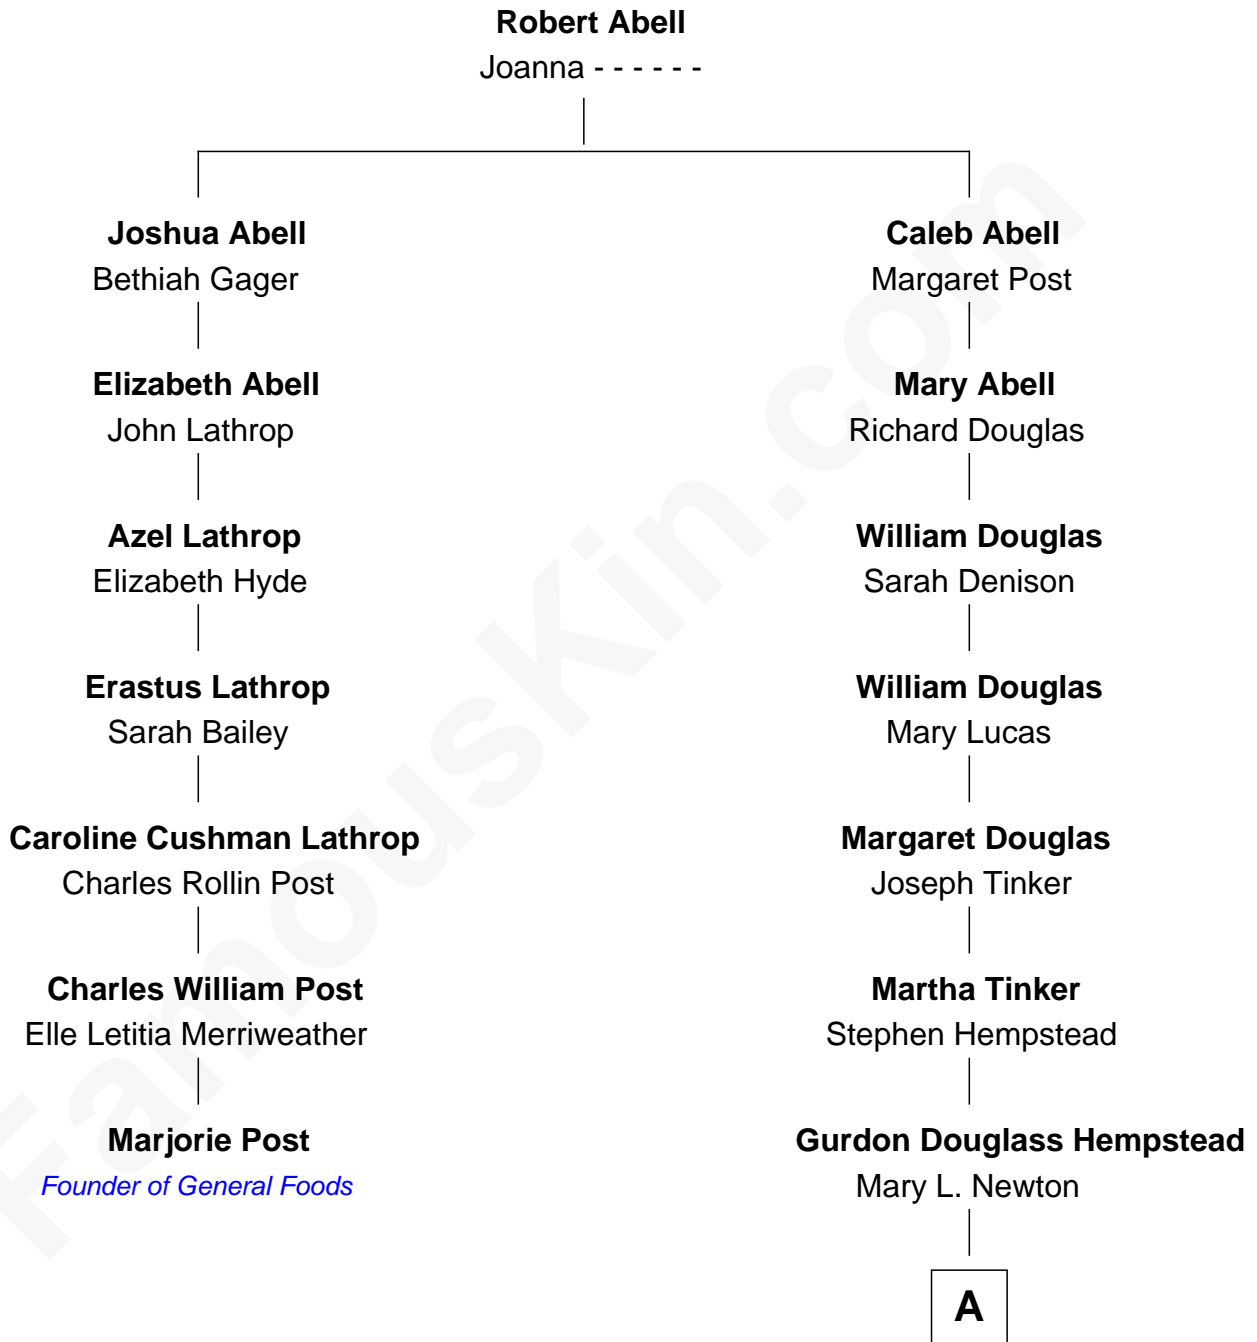 Robert Abell
Joanna - - - - - -
Joshua Abell
Bethiah Gager
Caleb Abell
Margaret Post
Elizabeth Abell
John Lathrop
Mary Abell
Richard Douglas
Azel Lathrop
Elizabeth Hyde
William Douglas
Sarah Denison
Erastus Lathrop
Sarah Bailey
William Douglas
Mary Lucas
Caroline Cushman Lathrop
Charles Rollin Post
Margaret Douglas
Joseph Tinker
Charles William Post
Elle Letitia Merriweather
Martha Tinker
Stephen Hempstead
Marjorie Post
Founder of General Foods
Gurdon Douglass Hempstead
Mary L. Newton
A
FamousKin.com